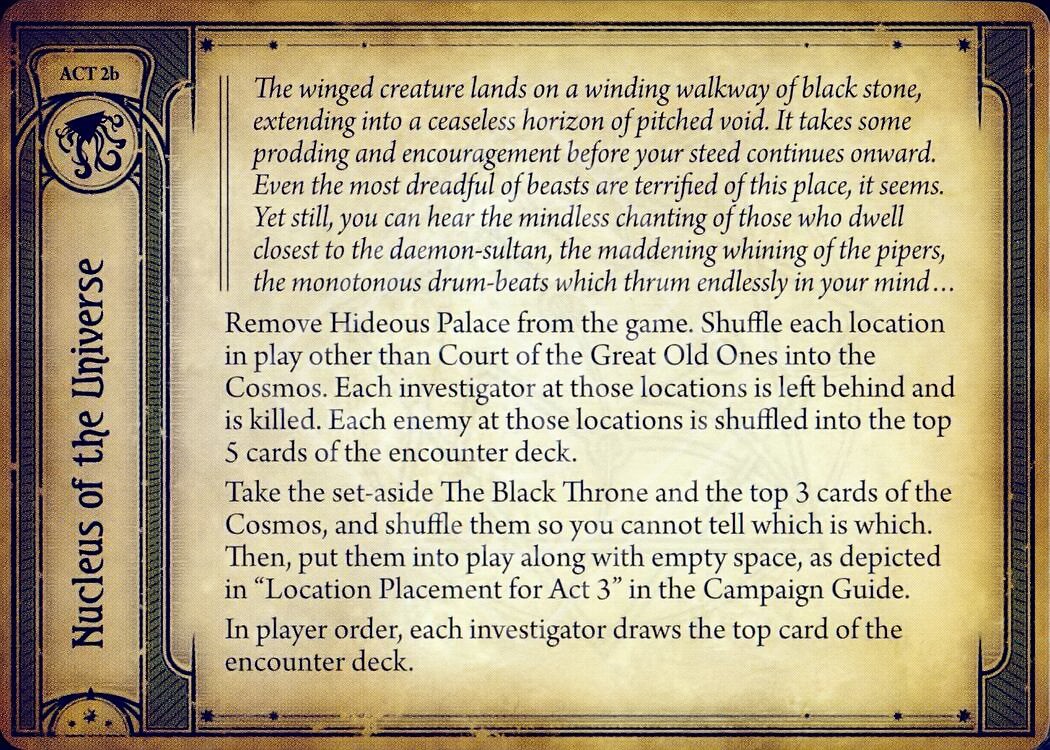 ACT 2b
Nucleus of the Universe
The winged creature lands on a winding walkway of black stone,
extending into a ceaseless horizon of pitched void. It takes some
prodding and encouragement before your steed continues onward.
Even the most dreadful of beasts are terrified of this place, it seems.
Yet still, you can hear the mindless chanting of those who dwell
closest to the daemon-sultan, the maddening whining of the pipers,
the monotonous drum-beats which thrum endlessly in your mind…
Remove Hideous Palace from the game. Shuffle each location
in play other than Court of the Great Old Ones into the
Cosmos. Each investigator at those locations is left behind and
is killed. Each enemy at those locations is shuffled into the top
5 cards of the encounter deck.
Take the set-aside The Black Throne and the top 3 cards of the
Cosmos, and shuffle them so you cannot tell which is which.
Then, put them into play along with empty space, as depicted
in “Location Placement for Act 3” in the Campaign Guide.
In player order, each investigator draws the top card of the
encounter deck.